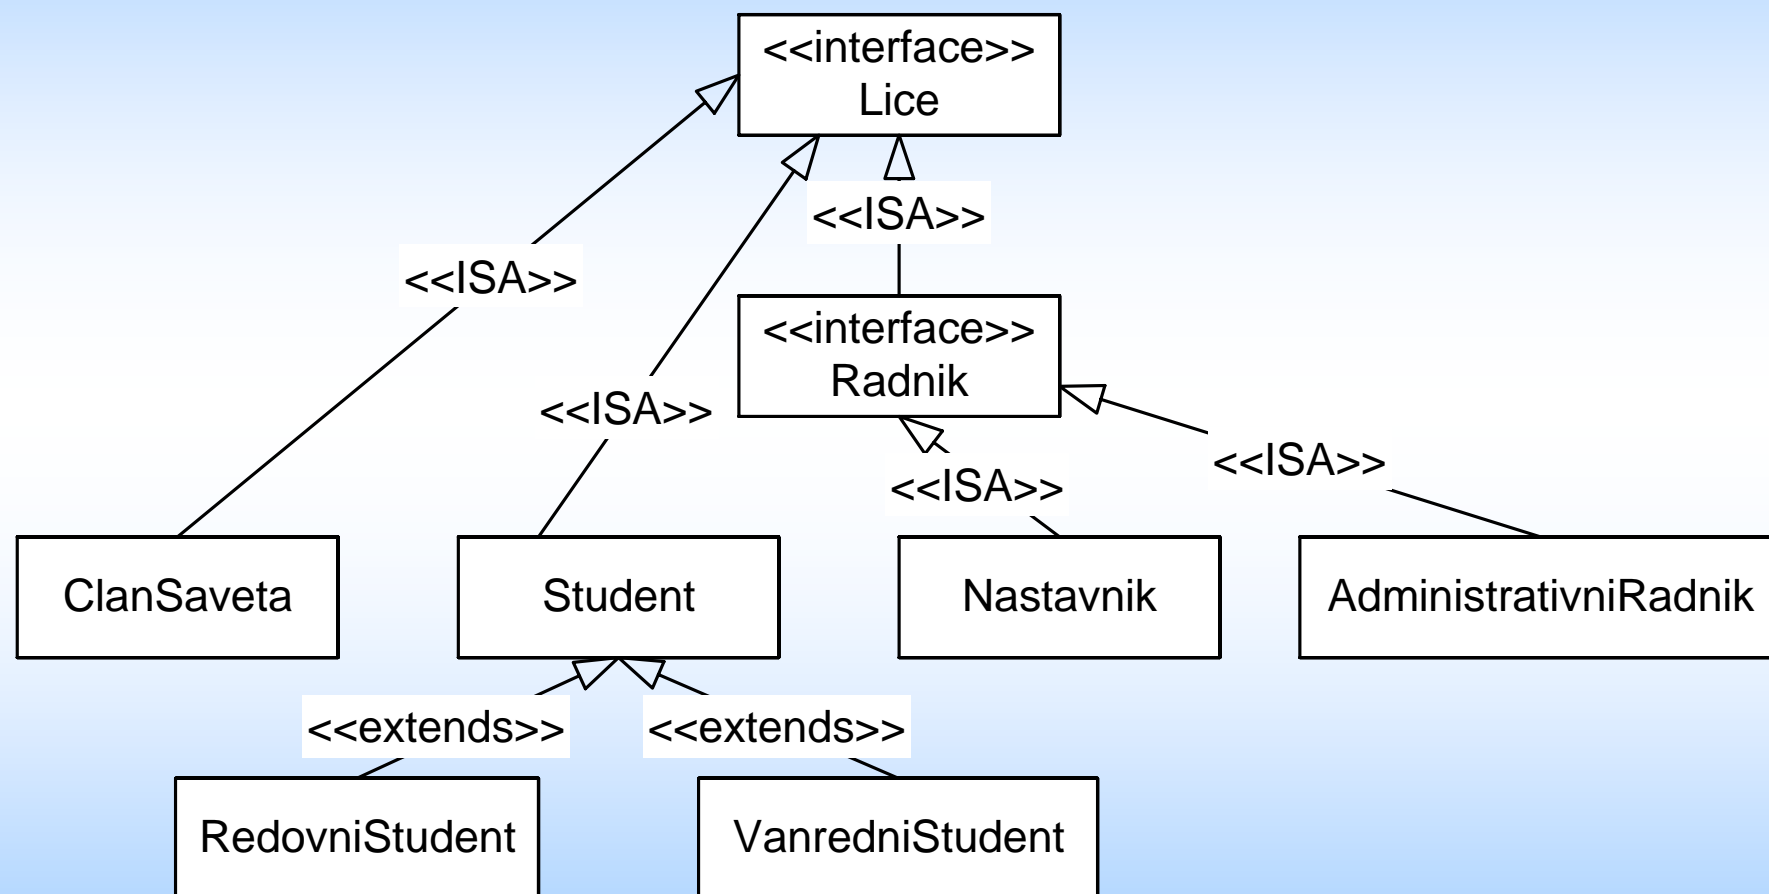 <<interface>>
Lice
<<ISA>>
<<ISA>>
<<interface>>
Radnik
<<ISA>>
<<ISA>>
<<ISA>>
ClanSaveta
Student
Nastavnik
AdministrativniRadnik
<<extends>>
<<extends>>
RedovniStudent
VanredniStudent